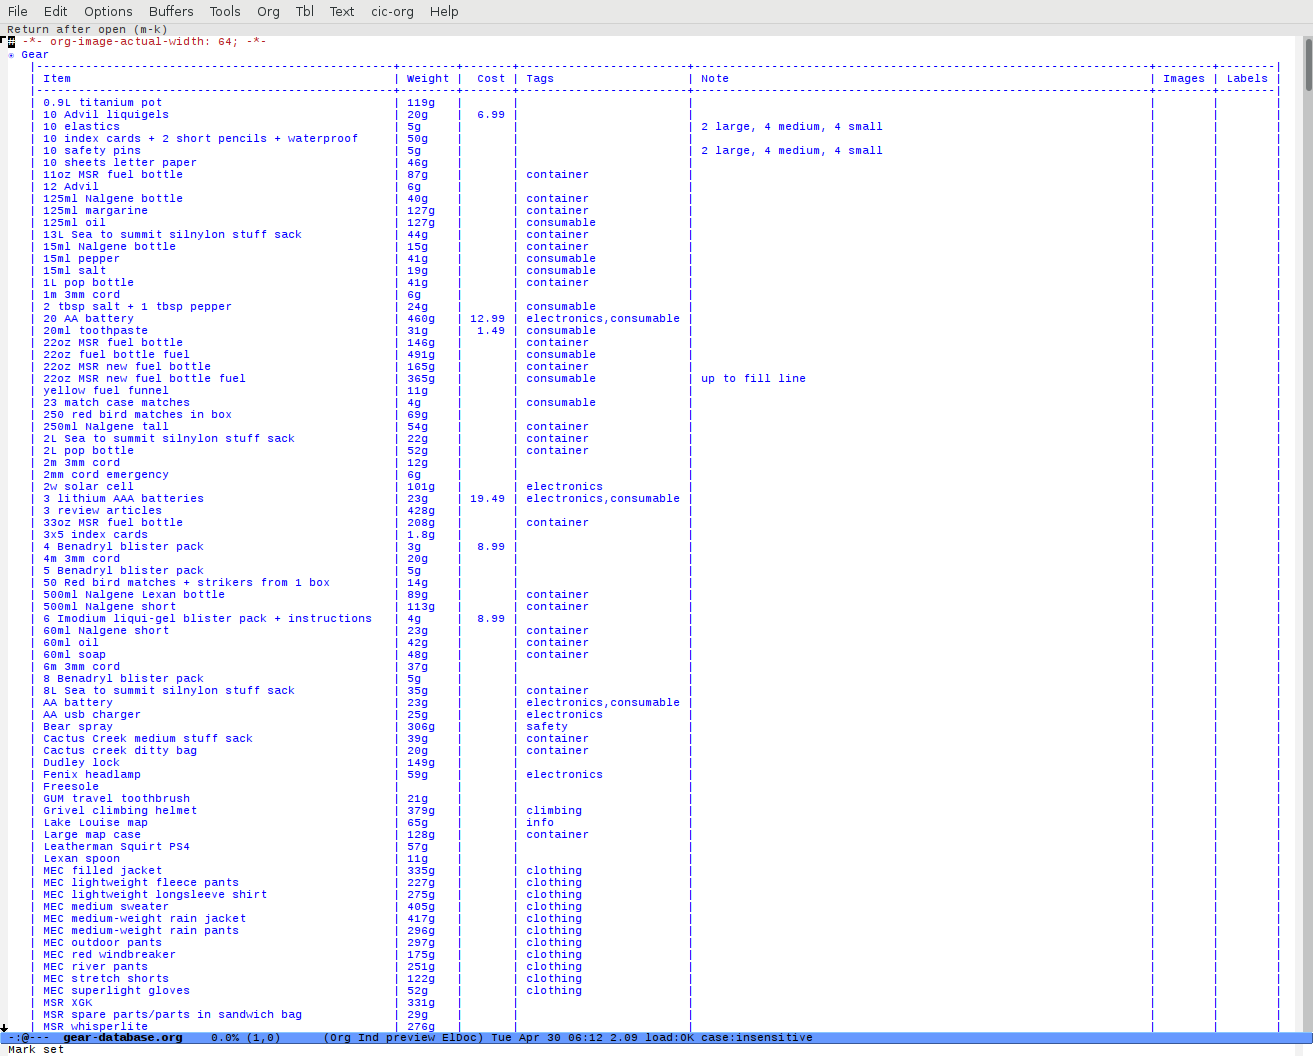 File Edit Options Buffers Tools Org Tbl Text cic-org Help
Return after open (m-k)
# -*- org-image-actual-width: 64; -*-
Gear
| Item | Weight | Cost | Tags | Note | Images | Labels |
| 0.9L titanium pot | 119g | | | | | |
| 10 Advil liquigels | 20g | 6.99 | | | | |
| 10 elastics | 5g | | | 2 large, 4 medium, 4 small | | |
| 10 index cards + 2 short pencils + waterproof | 50g | | | | | |
| 10 safety pins | 5g | | | 2 large, 4 medium, 4 small | | |
| 10 sheets letter paper | 46g | | | | | |
| 11oz MSR fuel bottle | 87g | | container | | | |
| 12 Advil | 6g | | | | | |
| 125ml Nalgene bottle | 40g | | container | | | |
| 125ml margarine | 127g | | container | | | |
| 125ml oil | 127g | | consumable | | | |
| 13L Sea to summit silnylon stuff sack | 44g | | container | | | |
| 15ml Nalgene bottle | 15g | | container | | | |
| 15ml pepper | 41g | | consumable | | | |
| 15ml salt | 19g | | consumable | | | |
| 1L pop bottle | 41g | | container | | | |
| 1m 3mm cord | 6g | | | | | |
| 2 tbsp salt + 1 tbsp pepper | 24g | | consumable | | | |
| 20 AA battery | 460g | 12.99 | electronics,consumable | | | |
| 20ml toothpaste | 31g | 1.49 | consumable | | | |
| 22oz MSR fuel bottle | 146g | | container | | | |
| 22oz fuel bottle fuel | 491g | | consumable | | | |
| 22oz MSR new fuel bottle | 165g | | container | | | |
| 22oz MSR new fuel bottle fuel | 365g | | consumable | up to fill line | | |
| yellow fuel funnel | 11g | | | | | |
| 23 match case matches | 4g | | consumable | | | |
| 250 red bird matches in box | 69g | | | | | |
| 250ml Nalgene tall | 54g | | container | | | |
| 2L Sea to summit silnylon stuff sack | 22g | | container | | | |
| 2L pop bottle | 52g | | container | | | |
| 2m 3mm cord | 12g | | | | | |
| 2mm cord emergency | 6g | | | | | |
| 2w solar cell | 101g | | electronics | | | |
| 3 lithium AAA batteries | 23g | 19.49 | electronics,consumable | | | |
| 3 review articles | 428g | | | | | |
| 33oz MSR fuel bottle | 208g | | container | | | |
| 3x5 index cards | 1.8g | | | | | |
| 4 Benadryl blister pack | 3g | 8.99 | | | | |
| 4m 3mm cord | 20g | | | | | |
| 5 Benadryl blister pack | 5g | | | | | |
| 50 Red bird matches + strikers from 1 box | 14g | | | | | |
| 500ml Nalgene Lexan bottle | 89g | | container | | | |
| 500ml Nalgene short | 113g | | container | | | |
| 6 Imodium liqui-gel blister pack + instructions | 4g | 8.99 | | | | |
| 60ml Nalgene short | 23g | | container | | | |
| 60ml oil | 42g | | container | | | |
| 60ml soap | 48g | | container | | | |
| 6m 3mm cord | 37g | | | | | |
| 8 Benadryl blister pack | 5g | | | | | |
| 8L Sea to summit silnylon stuff sack | 35g | | container | | | |
| AA battery | 23g | | electronics,consumable | | | |
| AA usb charger | 25g | | electronics | | | |
| Bear spray | 306g | | safety | | | |
| Cactus Creek medium stuff sack | 39g | | container | | | |
| Cactus creek ditty bag | 20g | | container | | | |
| Dudley lock | 149g | | | | | |
| Fenix headlamp | 59g | | electronics | | | |
| Freesole | | | | | | |
| GUM travel toothbrush | 21g | | | | | |
| Grivel climbing helmet | 379g | | climbing | | | |
| Lake Louise map | 65g | | info | | | |
| Large map case | 128g | | container | | | |
| Leatherman Squirt PS4 | 57g | | | | | |
| Lexan spoon | 11g | | | | | |
| MEC filled jacket | 335g | | clothing | | | |
| MEC lightweight fleece pants | 227g | | clothing | | | |
| MEC lightweight longsleeve shirt | 275g | | clothing | | | |
| MEC medium sweater | 405g | | clothing | | | |
| MEC medium-weight rain jacket | 417g | | clothing | | | |
| MEC medium-weight rain pants | 296g | | clothing | | | |
| MEC outdoor pants | 297g | | clothing | | | |
| MEC red windbreaker | 175g | | clothing | | | |
| MEC river pants | 251g | | clothing | | | |
| MEC stretch shorts | 122g | | clothing | | | |
| MEC superlight gloves | 52g | | clothing | | | |
| MSR XGK | 331g | | | | | |
| MSR spare parts/parts in sandwich bag | 29g | | | | | |
| MSR whisperlite | 276g | | | | | |
-:@--- gear-database.org 0.0% (1,0) (Org Ind preview ElDoc) Tue Apr 30 06:12 2.09 load:OK case:insensitive
Mark set